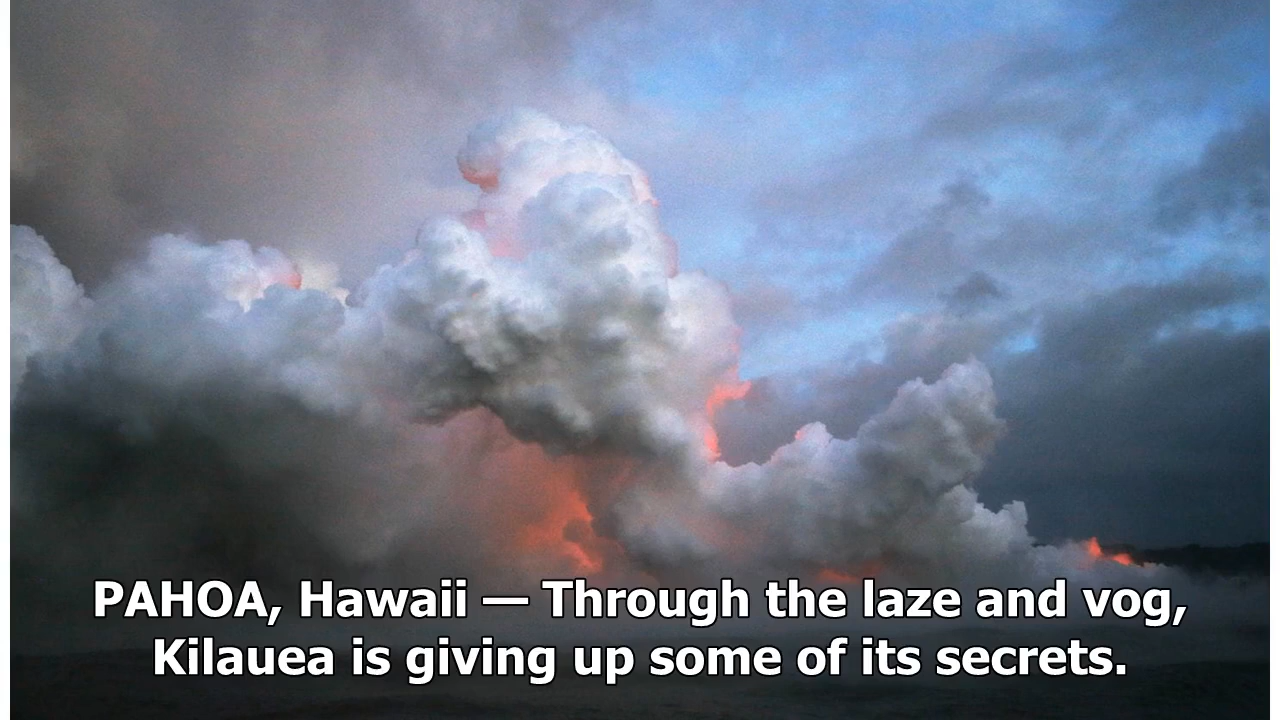 PAHOA, Hawaii — Through the laze and vog,
Kilauea is giving up some of its secrets.